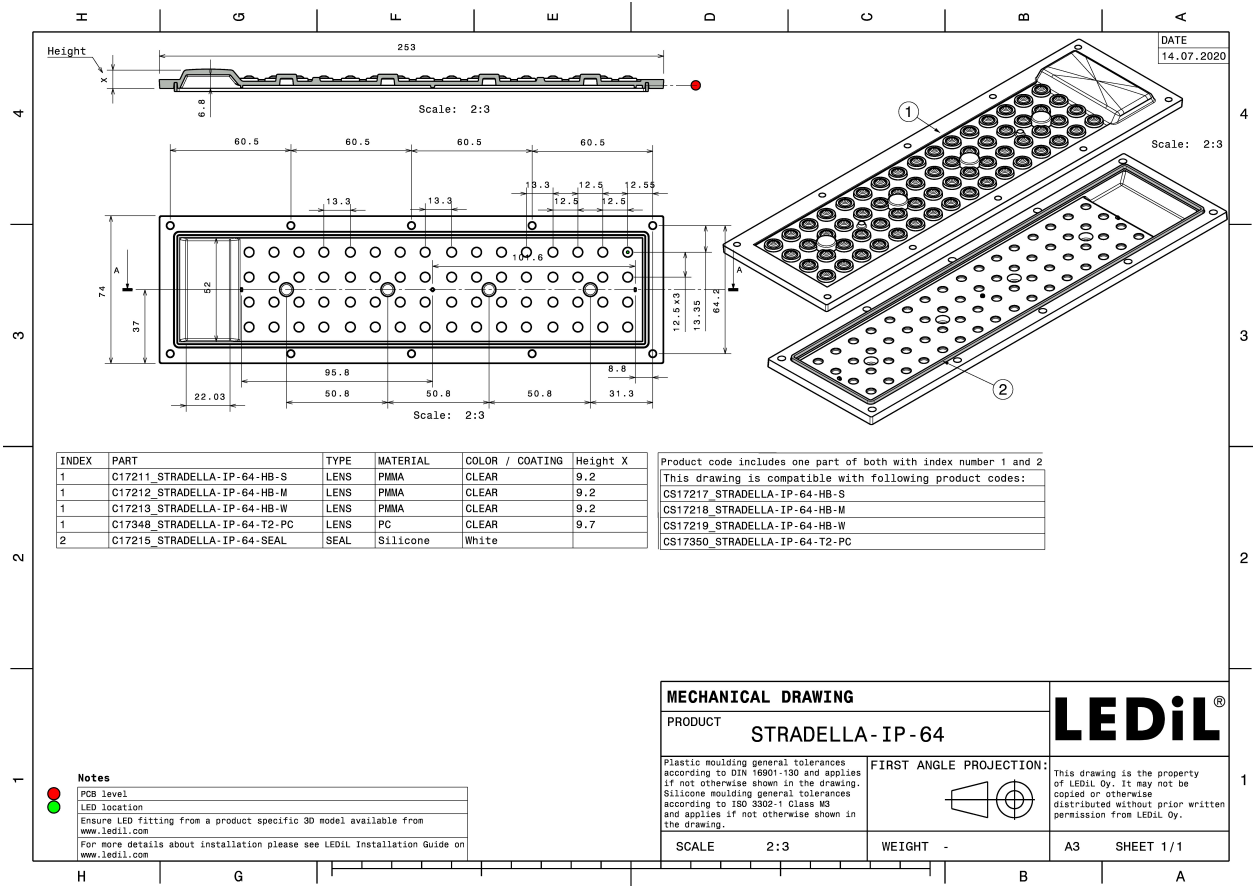 H G F E D C B A
DATE
14.07.2020
Height
253
X
6.8
Scale: 2:3
4
4
1
Scale: 2:3
60.5 60.5 60.5 60.5
13.3 12.5 12.55
13.3 13.3 12.5 12.5
101.6
A
A
74
37
52
12.5x3
13.35
64.2
3
3
95.8
8.8
22.03
50.8 50.8 50.8 31.3
Scale: 2:3
2
INDEX PART TYPE MATERIAL COLOR / COATING Height X
1 C17211_STRADELLA-IP-64-HB-S LENS PMMA CLEAR 9.2
1 C17212_STRADELLA-IP-64-HB-M LENS PMMA CLEAR 9.2
1 C17213_STRADELLA-IP-64-HB-W LENS PMMA CLEAR 9.2
1 C17348_STRADELLA-IP-64-T2-PC LENS PC CLEAR 9.7
2 C17215_STRADELLA-IP-64-SEAL SEAL Silicone White
Product code includes one part of both with index number 1 and 2
This drawing is compatible with following product codes:
CS17217_STRADELLA-IP-64-HB-S
CS17218_STRADELLA-IP-64-HB-M
CS17219_STRADELLA-IP-64-HB-W
CS17350_STRADELLA-IP-64-T2-PC
2
2
MECHANICAL DRAWING
PRODUCT
STRADELLA-IP-64
LEDiL®
Plastic moulding general tolerances
according to DIN 16901-130 and applies
if not otherwise shown in the drawing.
Silicone moulding general tolerances
according to ISO 3302-1 Class M3
and applies if not otherwise shown in
the drawing.
FIRST ANGLE PROJECTION:
This drawing is the property
of LEDiL Oy. It may not be
copied or otherwise
distributed without prior written
permission from LEDiL Oy.
SCALE 2:3
WEIGHT -
A3 SHEET 1/1
1
1
Notes
PCB level
LED location
Ensure LED fitting from a product specific 3D model available from
www.ledil.com
For more details about installation please see LEDiL Installation Guide on
www.ledil.com
H G B A